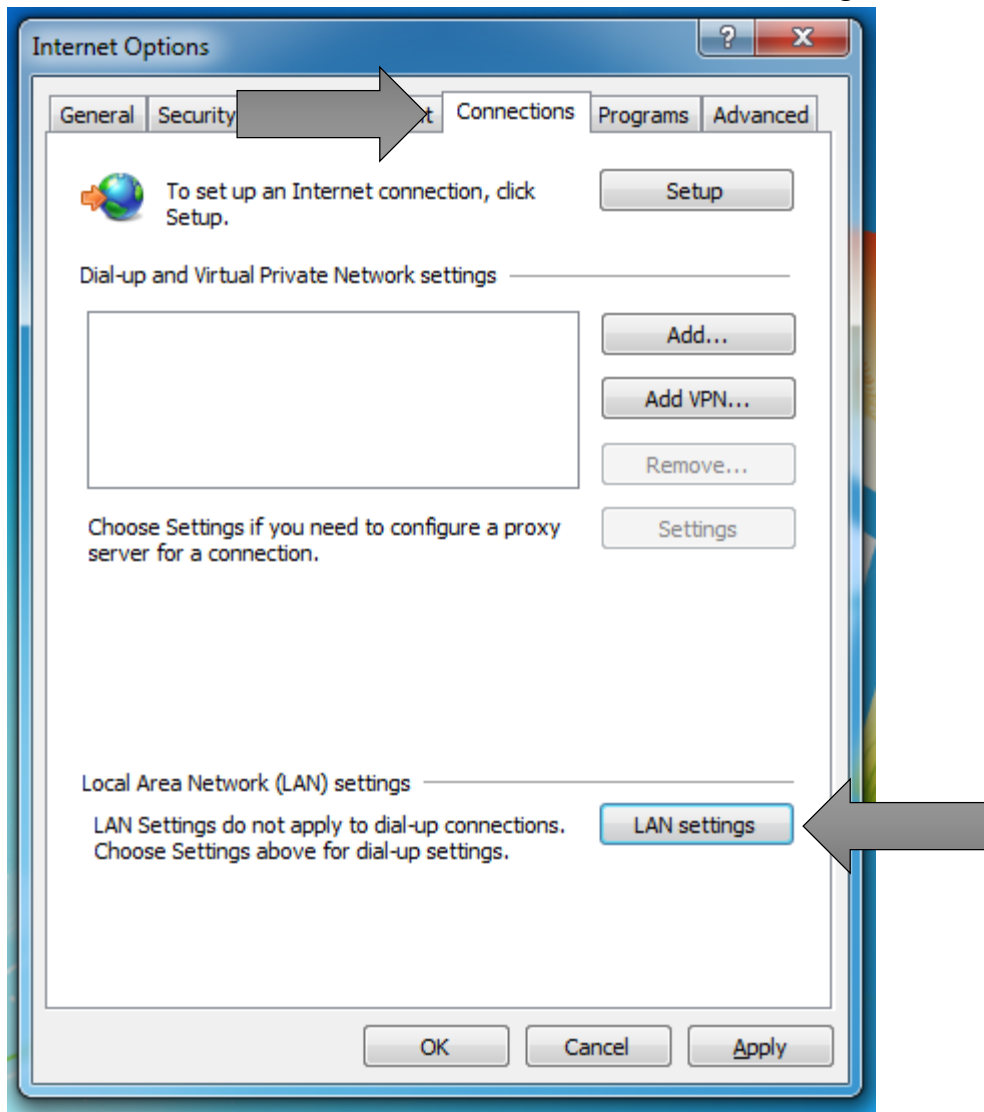 Internet Options
General Security Connections Programs Advanced
To set up an Internet connection, click
Setup.
Setup
Dial-up and Virtual Private Network settings
Add...
Add VPN...
Remove...
Choose Settings if you need to configure a proxy
server for a connection.
Settings
Local Area Network (LAN) settings
LAN Settings do not apply to dial-up connections.
Choose Settings above for dial-up settings.
LAN settings
OK Cancel Apply